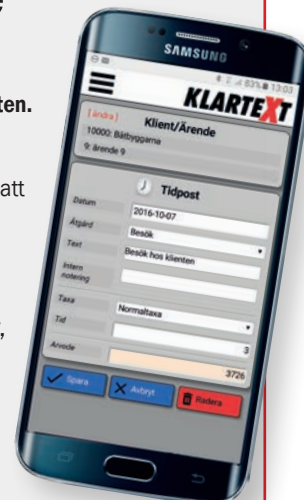 ten.
att
SAMSUNG
83% 13:03
KLARTEXT
[ändra] Klient/Ärende
10000: Båtbyggarna
9: ärende 9
Tidpost
Datum 2016-10-07
Åtgärd Besök
Text Besök hos klienten
Intern notering
Taxa Normaltaxa
Tid 3
Arvode 3726
Spara Avbryt Radera